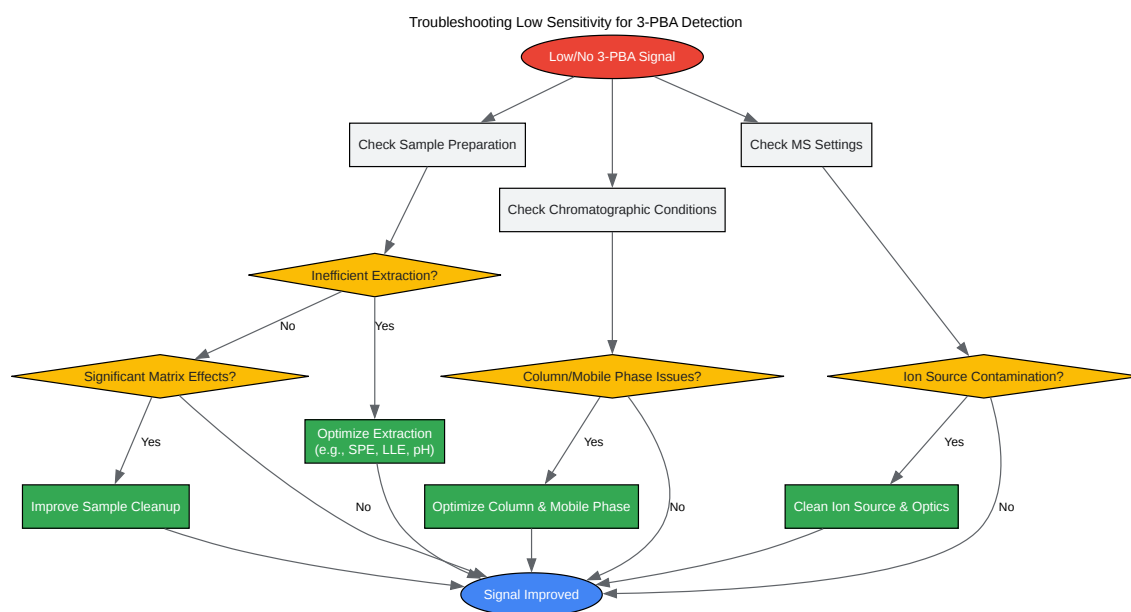 Troubleshooting Low Sensitivity for 3-PBA Detection
Low/No 3-PBA Signal
Check Sample Preparation
Check MS Settings
Check Chromatographic Conditions
Inefficient Extraction?
No
Yes
Significant Matrix Effects?
Column/Mobile Phase Issues?
Ion Source Contamination?
Optimize Extraction
(e.g., SPE, LLE, pH)
Yes
Yes
Yes
Improve Sample Cleanup
No
Optimize Column & Mobile Phase
No
Clean Ion Source & Optics
No
Signal Improved